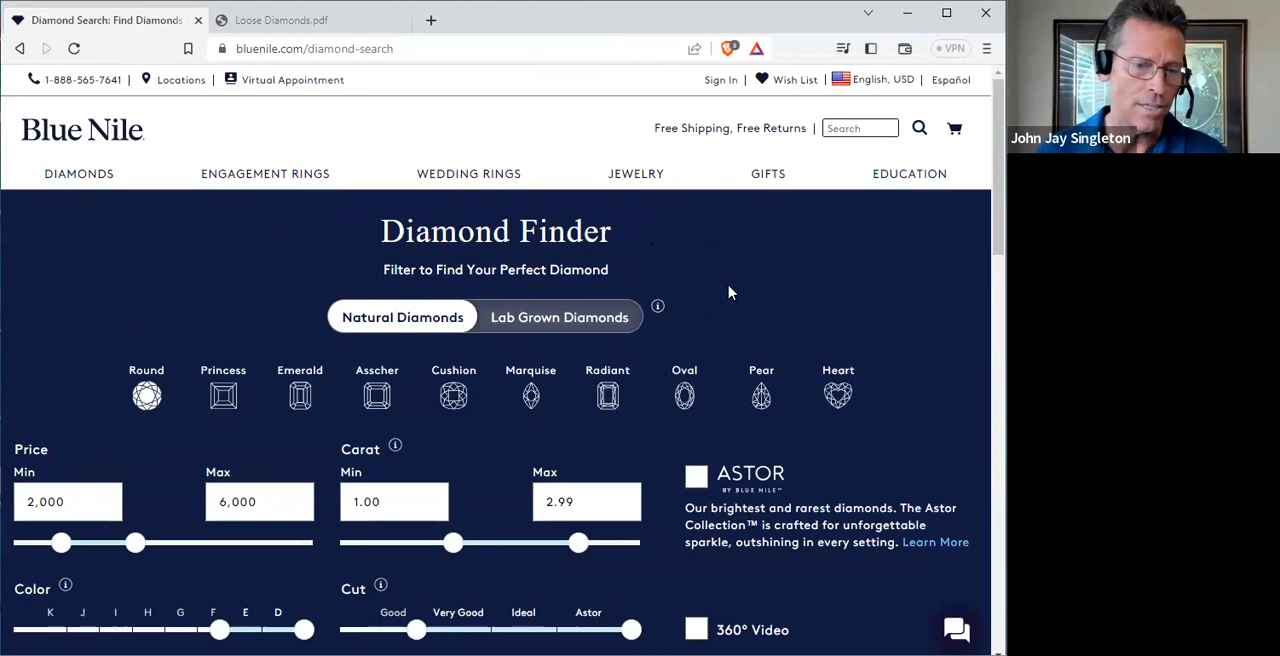 Diamond Search: Find Diamonds
Loose Diamonds.pdf
bluenile.com/diamond-search
3
VPN
1-888-565-7641 | Locations | Virtual Appointment
Sign In | Wish List | English, USD | Español
Blue Nile
Free Shipping, Free Returns | Search
DIAMONDS ENGAGEMENT RINGS WEDDING RINGS JEWELRY GIFTS EDUCATION
Diamond Finder
Filter to Find Your Perfect Diamond
Natural Diamonds Lab Grown Diamonds
Round Princess Emerald Asscher Cushion Marquise Radiant Oval Pear Heart
Price
Min Max
2,000 6,000
Carat
Min Max
1.00 2.99
ASTOR
BY BLUE NILE™
Our brightest and rarest diamonds. The Astor
Collection™ is crafted for unforgettable
sparkle, outshining in every setting. Learn More
Color
K J I H G F E D
Cut
Good Very Good Ideal Astor
360° Video
John Jay Singleton